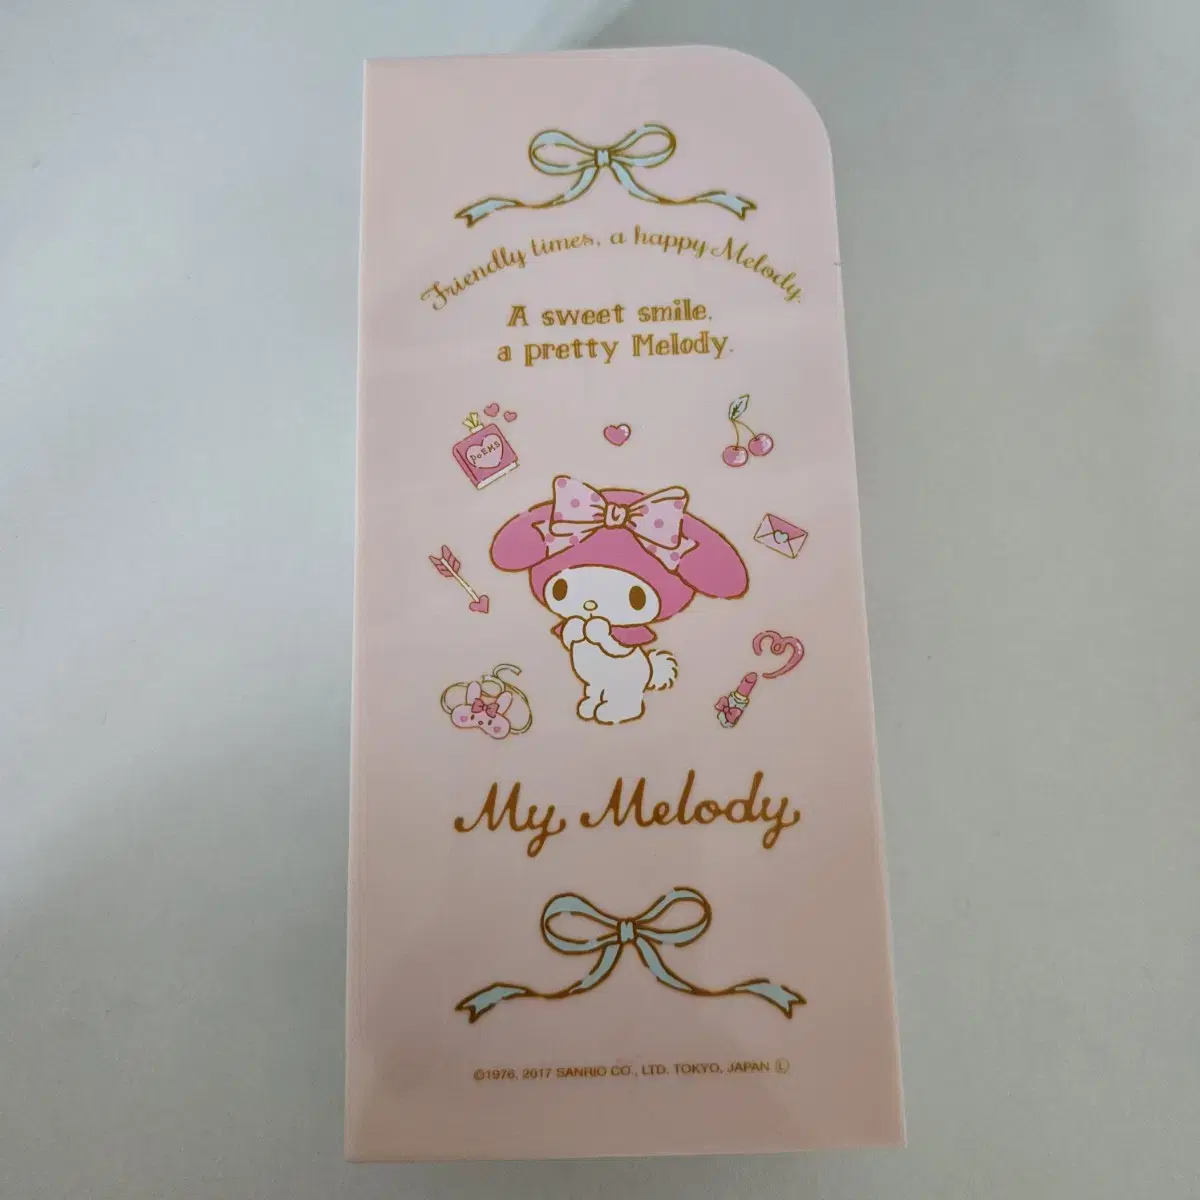 Friendly times, a happy Melody.
A sweet smile,
a pretty Melody.
POEMS
My Melody
©1976, 2017 SANRIO CO., LTD. TOKYO, JAPAN Ⓛ